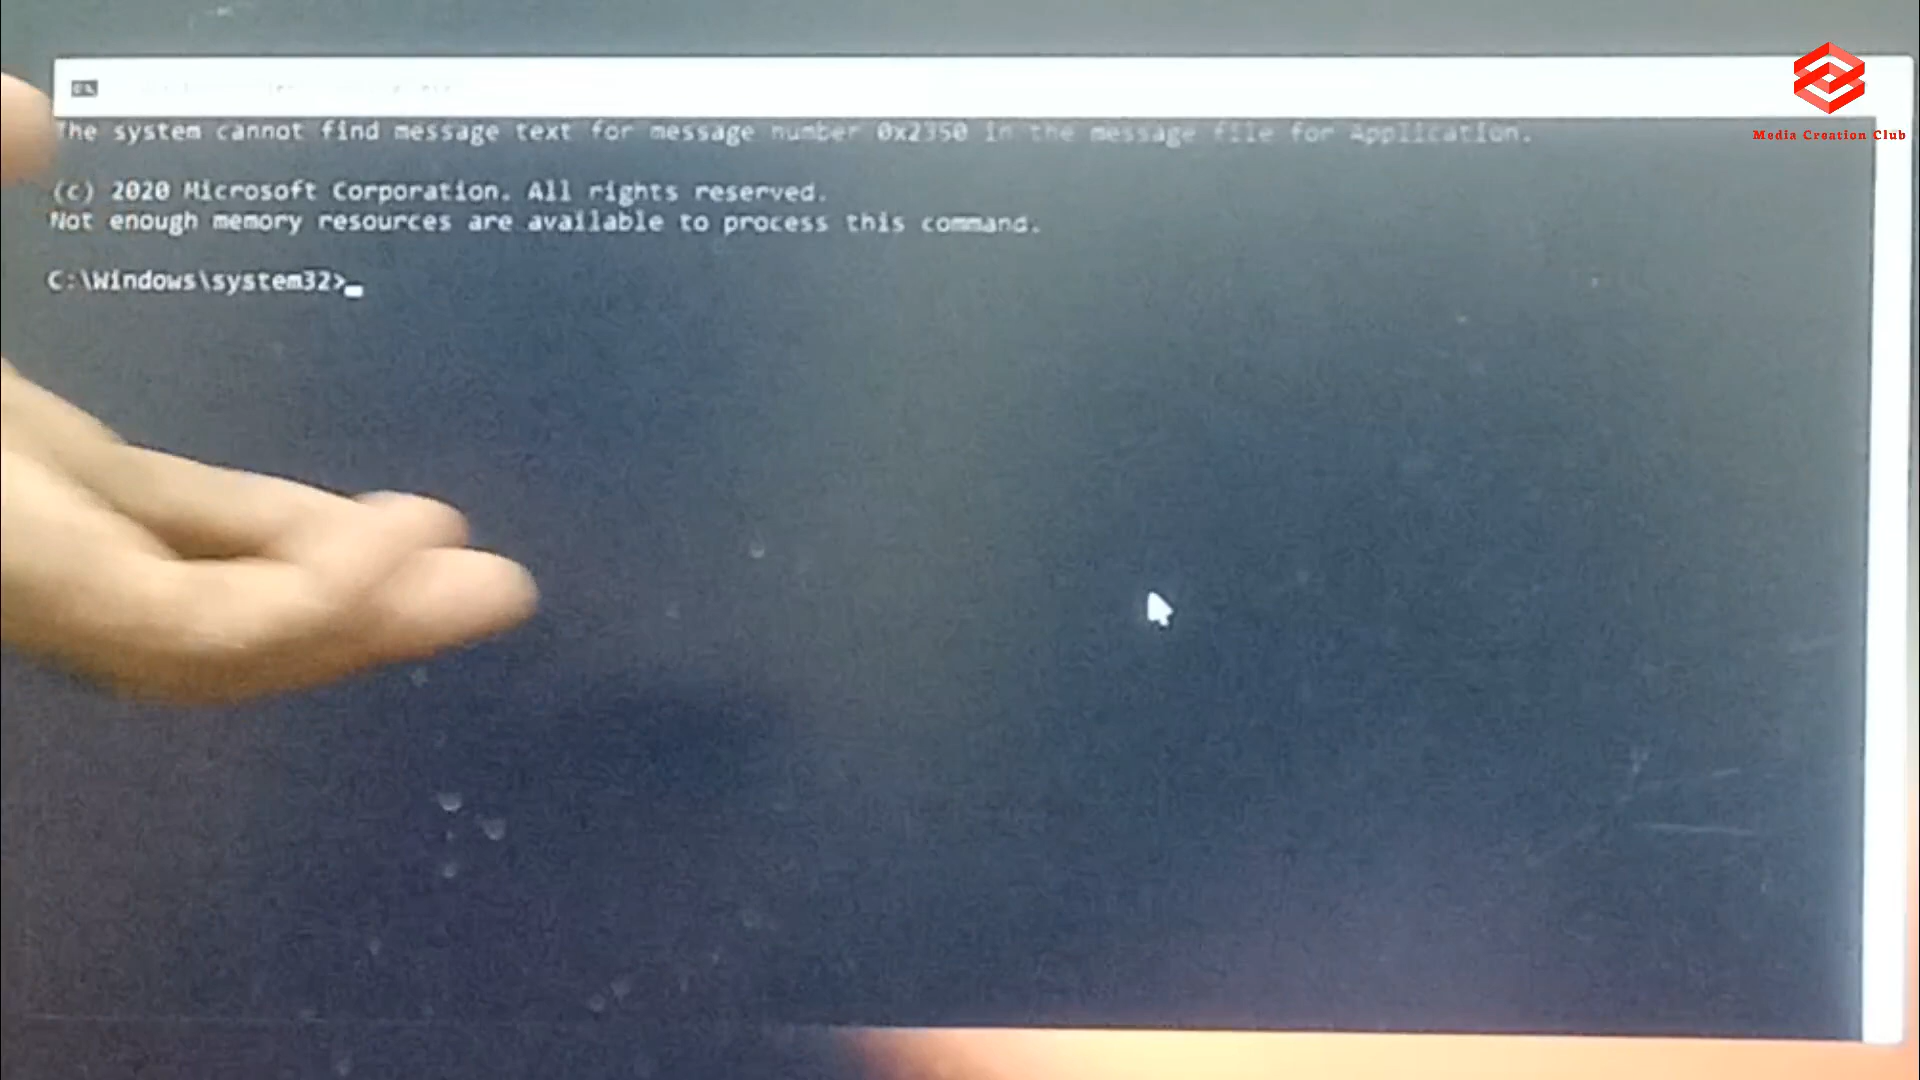 The system cannot find message text for message number 0x2350 in the message file for Application.
(c) 2020 Microsoft Corporation. All rights reserved.
Not enough memory resources are available to process this command.
C:\Windows\system32>
Media Creation Club